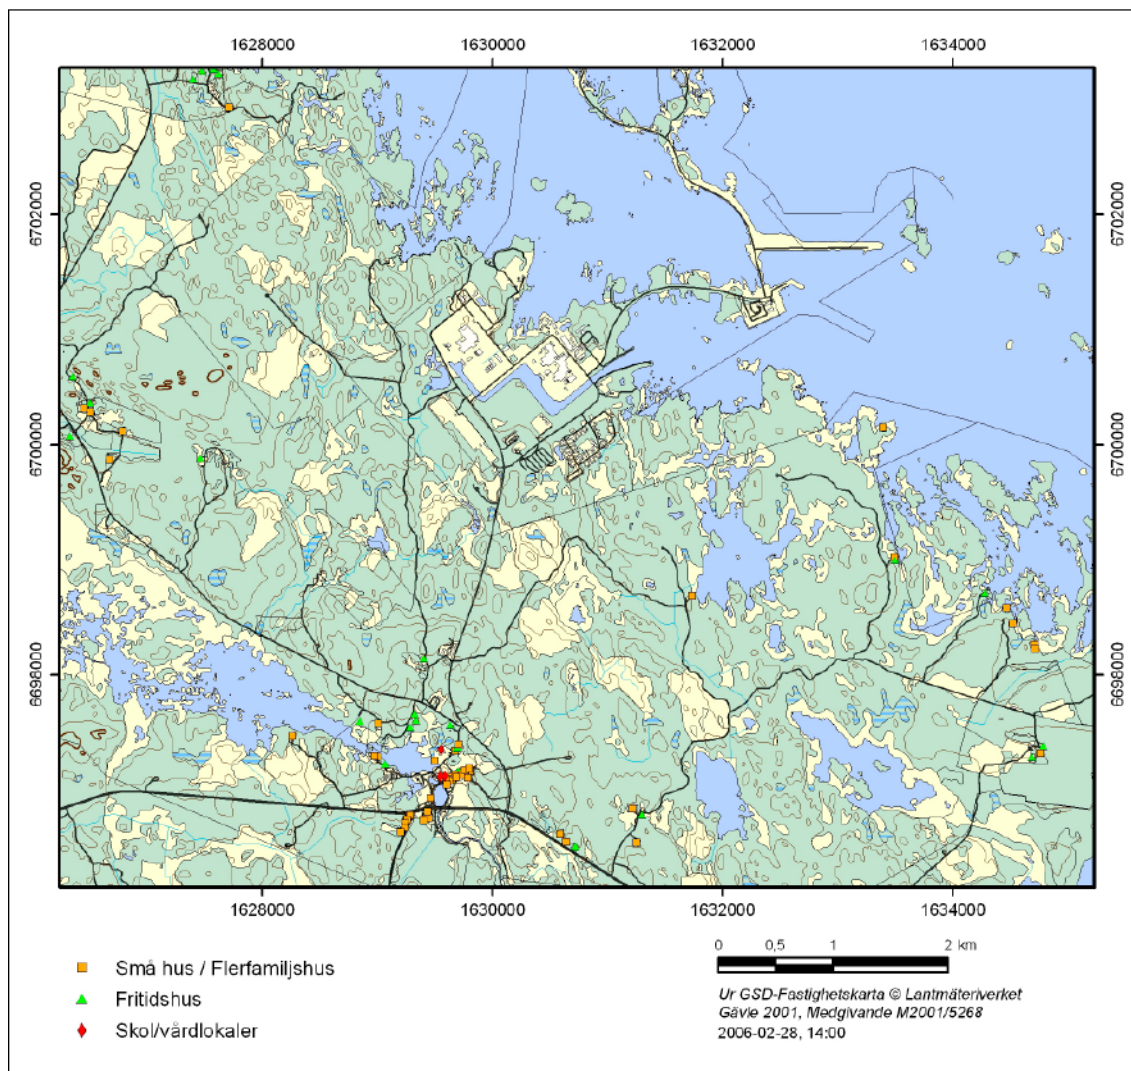 1628000 1630000 1632000 1634000
6702000 6702000
6700000 6700000
6698000 6698000
1628000 1630000 1632000 1634000
0 0,5 1 2 km
Små hus / Flerfamiljshus
Fritidshus
Skol/vårdlokaler
Ur GSD-Fastighetskarta © Lantmäteriverket
Gävle 2001, Medgivande M2001/5268
2006-02-28, 14:00